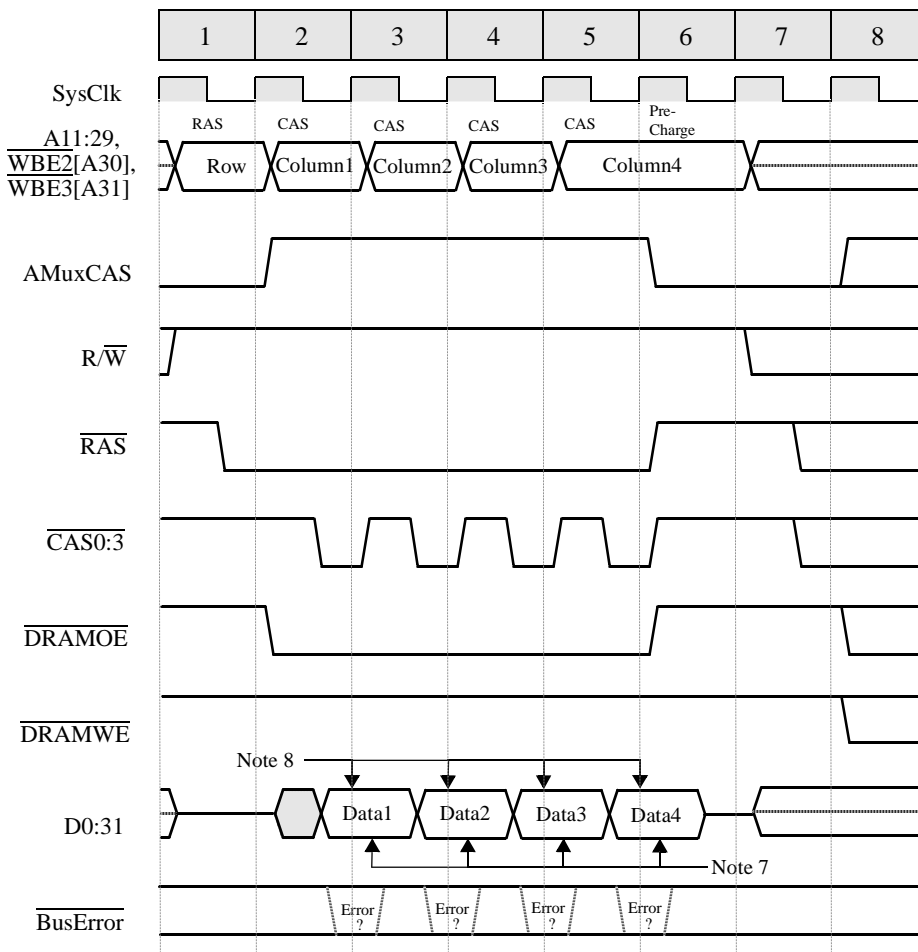 1 2 3 4 5 6 7 8
SysClk
RAS CAS CAS CAS CAS Pre-
Charge
A11:29,
WBE2[A30],
WBE3[A31]
Row Column1 Column2 Column3 Column4
AMuxCAS
R/W
RAS
CAS0:3
DRAMOE
DRAMWE
Note 8
D0:31
Data1 Data2 Data3 Data4
Note 7
BusError
Error
?
Error
?
Error
?
Error
?